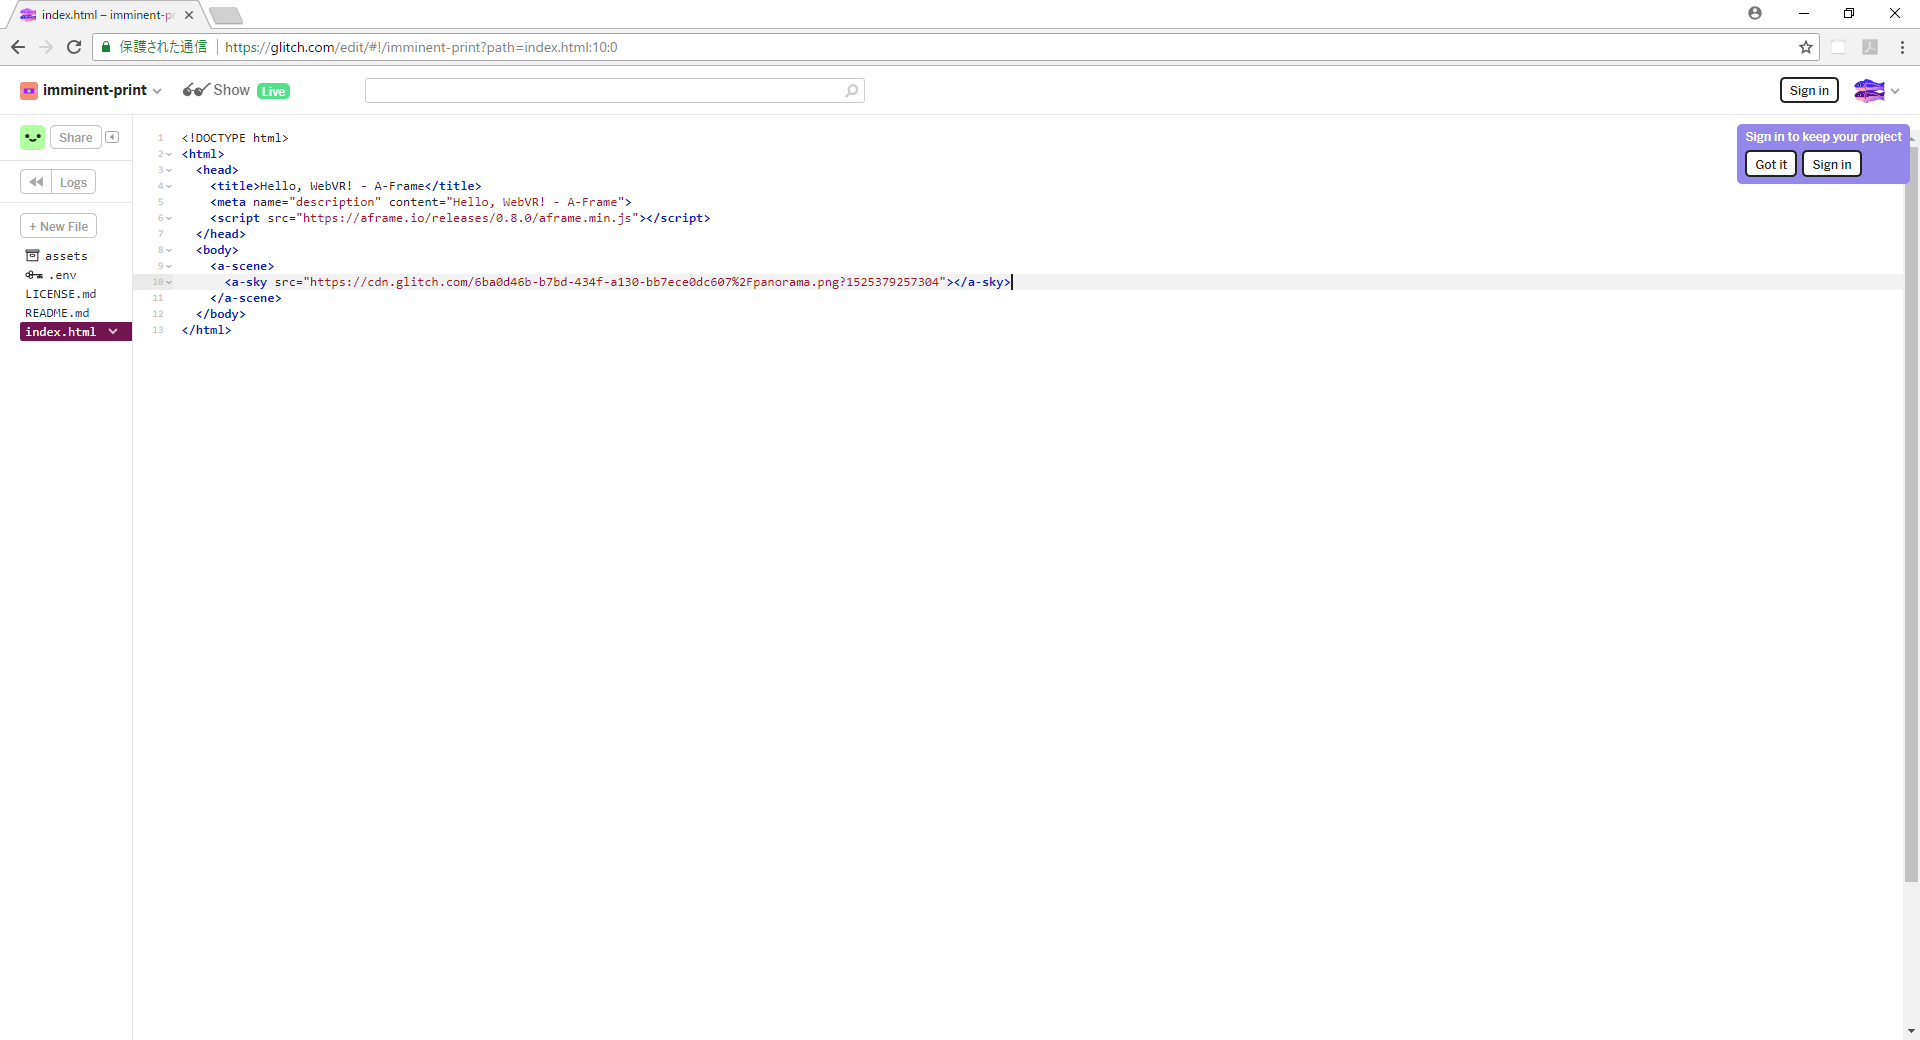 index.html – imminent-pr
保護された通信 https://glitch.com/edit/#!/imminent-print?path=index.html:10:0
imminent-print Show Live Sign in
Share
Logs
+ New File
assets
.env
LICENSE.md
README.md
index.html
1 <!DOCTYPE html>
2 <html>
3 <head>
4 <title>Hello, WebVR! - A-Frame</title>
5 <meta name="description" content="Hello, WebVR! - A-Frame">
6 <script src="https://aframe.io/releases/0.8.0/aframe.min.js"></script>
7 </head>
8 <body>
9 <a-scene>
10 <a-sky src="https://cdn.glitch.com/6ba0d46b-b7bd-434f-a130-bb7ece0dc607%2Fpanorama.png?1525379257304"></a-sky>
11 </a-scene>
12 </body>
13 </html>
Sign in to keep your project
Got it Sign in